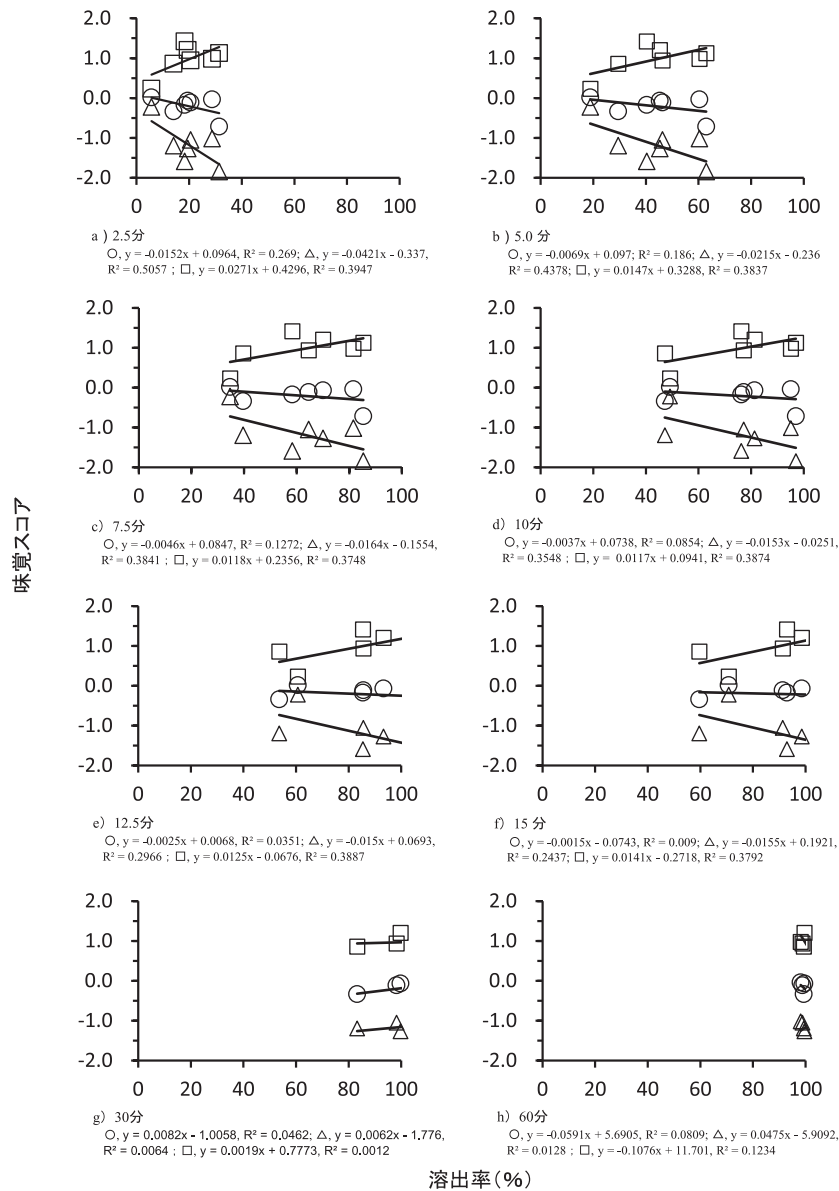 味覚スコア
2.0
1.0
0.0
-1.0
-2.0
0 20 40 60 80 100
a ) 2.5分
○, y = -0.0152x + 0.0964, R² = 0.269; △, y = -0.0421x - 0.337,
R² = 0.5057 ; □, y = 0.0271x + 0.4296, R² = 0.3947
2.0
1.0
0.0
-1.0
-2.0
0 20 40 60 80 100
b ) 5.0 分
○, y = -0.0069x + 0.097; R² = 0.186; △, y = -0.0215x - 0.236
0.4378; □, y = 0.0147x + 0.3288, R² = 0.3837
2.0
1.0
0.0
-1.0
-2.0
0 20 40 60 80 100
c) 7.5分
○, y = -0.0046x + 0.0847, R² = 0.1272; △, y = -0.0164x - 0.1554,
R² = 0.3841 ; □, y = 0.0118x + 0.2356, R² = 0.3748
2.0
1.0
0.0
-1.0
-2.0
0 20 40 60 80 100
d) 10分
○, y = -0.0037x + 0.0738, R² = 0.0854; △, y = -0.0153x - 0.0251,
R² = 0.3548 ; □, y = 0.0117x + 0.0941, R² = 0.3874
2.0
1.0
0.0
-1.0
-2.0
0 20 40 60 80 100
e) 12.5分
○, y = -0.0025x + 0.0068, R² = 0.0351; △, y = -0.015x + 0.0693,
R² = 0.2966 ; □, y = 0.0125x - 0.0676, R² = 0.3887
2.0
1.0
0.0
-1.0
-2.0
0 20 40 60 80 100
f) 15 分
○, y = -0.0015x - 0.0743, R² = 0.009; △, y = -0.0155x + 0.1921,
R² = 0.2437; □, y = 0.0141x - 0.2718, R² = 0.3792
2.0
1.0
0.0
-1.0
-2.0
0 20 40 60 80 100
g) 30分
○, y = 0.0082x - 1.0058, R² = 0.0462; △, y = 0.0062x - 1.776,
R² = 0.0064 ; □, y = 0.0019x + 0.7773, R² = 0.0012
2.0
1.0
0.0
-1.0
-2.0
0 20 40 60 80 100
h) 60分
○, y = -0.0591x + 5.6905, R² = 0.0809; △, y = 0.0475x - 5.9092,
R² = 0.0128 ; □, y = -0.1076x + 11.701, R² = 0.1234
溶出率(%)